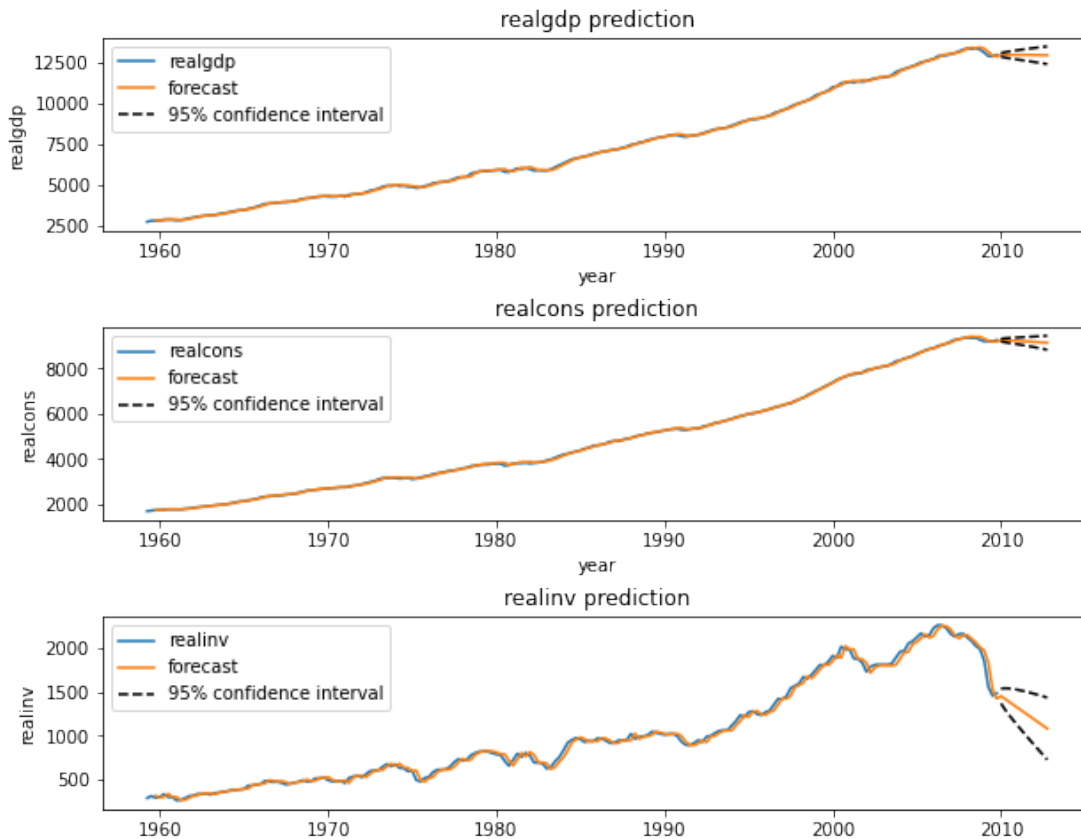 realgdp prediction
realgdp
forecast
95% confidence interval
12500
10000
7500
5000
2500
realgdp
1960 1970 1980 1990 2000 2010
year
realcons prediction
realcons
forecast
95% confidence interval
8000
6000
4000
2000
realcons
1960 1970 1980 1990 2000 2010
year
realinv prediction
realinv
forecast
95% confidence interval
2000
1500
1000
500
realinv
1960 1970 1980 1990 2000 2010